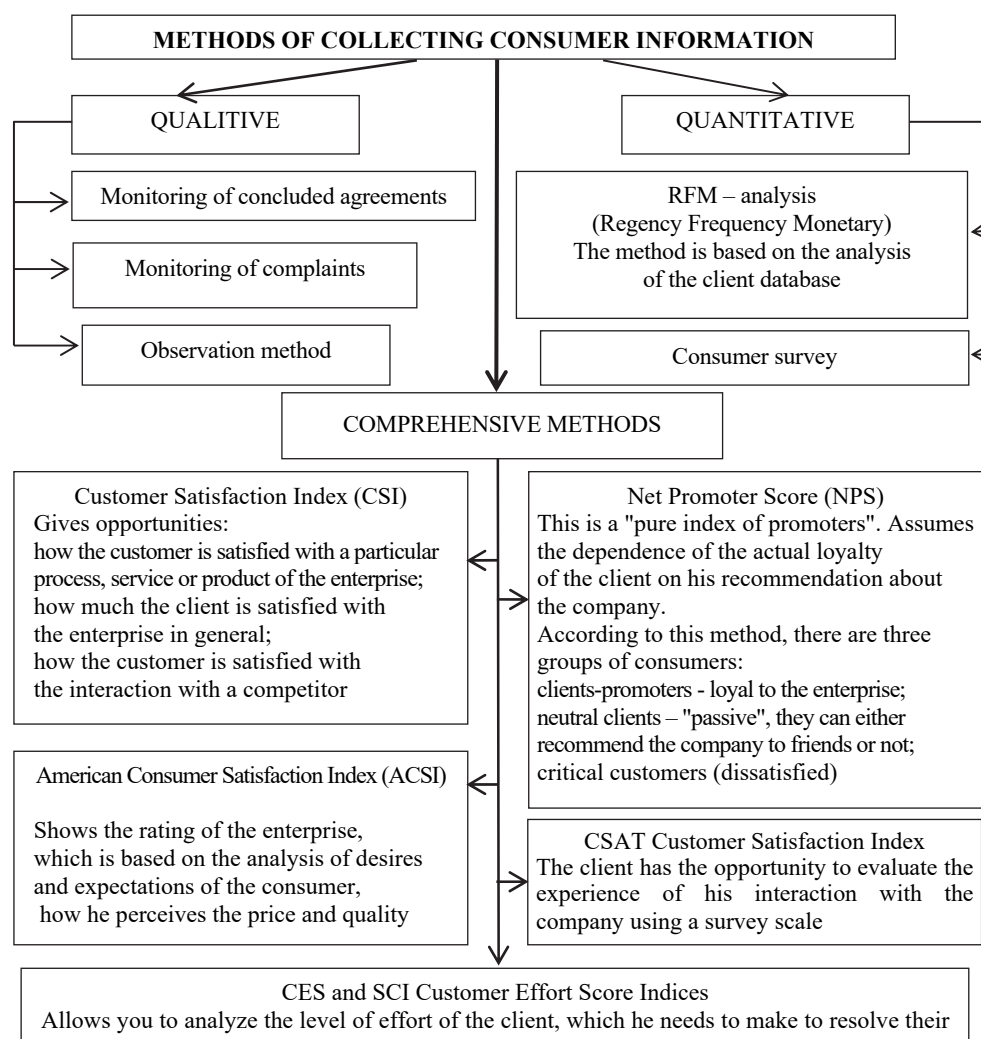 METHODS OF COLLECTING CONSUMER INFORMATION
QUALITIVE
QUANTITATIVE
Monitoring of concluded agreements
Monitoring of complaints
Observation method
RFM – analysis
(Regency Frequency Monetary)
The method is based on the analysis
of the client database
Consumer survey
COMPREHENSIVE METHODS
Customer Satisfaction Index (CSI)
Gives opportunities:
how the customer is satisfied with a particular
process, service or product of the enterprise;
how much the client is satisfied with
the enterprise in general;
how the customer is satisfied with
the interaction with a competitor
Net Promoter Score (NPS)
This is a "pure index of promoters". Assumes
the dependence of the actual loyalty
of the client on his recommendation about
the company.
According to this method, there are three
groups of consumers:
clients-promoters - loyal to the enterprise;
neutral clients – "passive", they can either
recommend the company to friends or not;
critical customers (dissatisfied)
American Consumer Satisfaction Index (ACSI)
Shows the rating of the enterprise,
which is based on the analysis of desires
and expectations of the consumer,
how he perceives the price and quality
CSAT Customer Satisfaction Index
The client has the opportunity to evaluate the
experience of his interaction with the
company using a survey scale
CES and SCI Customer Effort Score Indices
Allows you to analyze the level of effort of the client, which he needs to make to resolve their